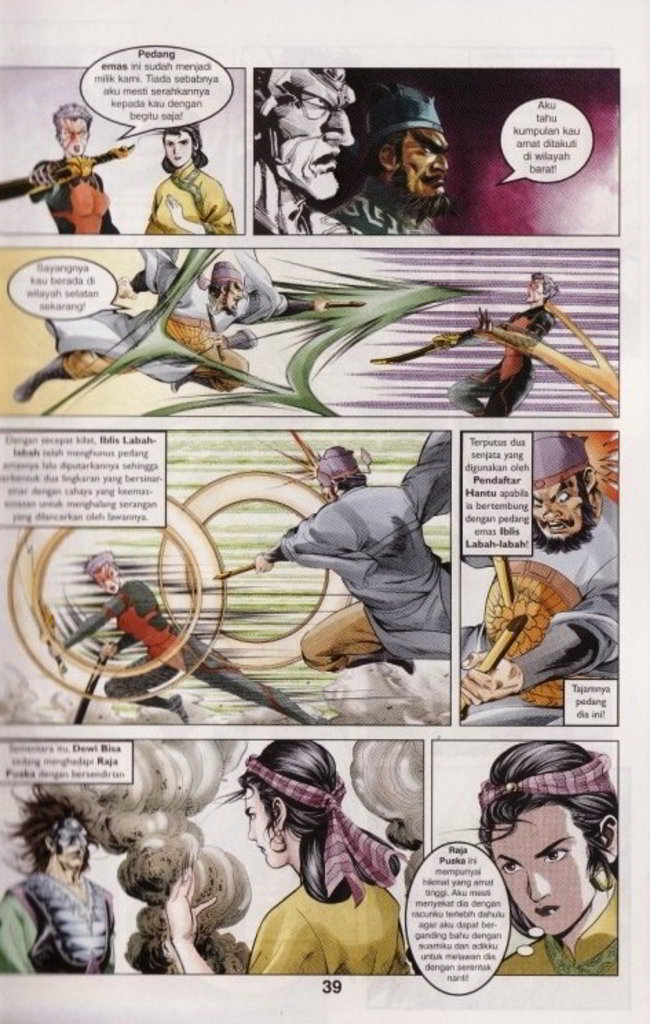 Pedang
emas ini sudah menjadi
milik kami. Tiada sebabnya
aku mesti serahkannya
kepada kau dengan
begitu saja!
Aku
tahu
kumpulan kau
amat ditakuti
di wilayah
barat!
Sayangnya
kau berada di
wilayah selatan
sekarang!
Dengan secepat kilat, Iblis Labah-
labah telah menghunus pedang
emasnya lalu diputarkannya sehingga
terbentuk dua lingkaran yang bersinar-
sinar dengan cahaya yang keemas-
emasan untuk menghalang serangan
yang dilancarkan oleh lawannya.
Terputus dua
senjata yang
digunakan oleh
Pendaftar
Hantu apabila
ia bertembung
dengan pedang
emas Iblis
Labah-labah!
Tajamnya
pedang
dia ini!
Sementara itu, Dewi Bisa
sedang menghadapi Raja
Puaka dengan bersendirian
Raja
Puaka ini
mempunyai
hikmat yang amat
tinggi. Aku mesti
menyekat dia dengan
racunku terlebih dahulu
agar aku dapat ber-
ganding bahu dengan
suamiku dan adikku
untuk melawan dia
dengan serentak
nanti!
39